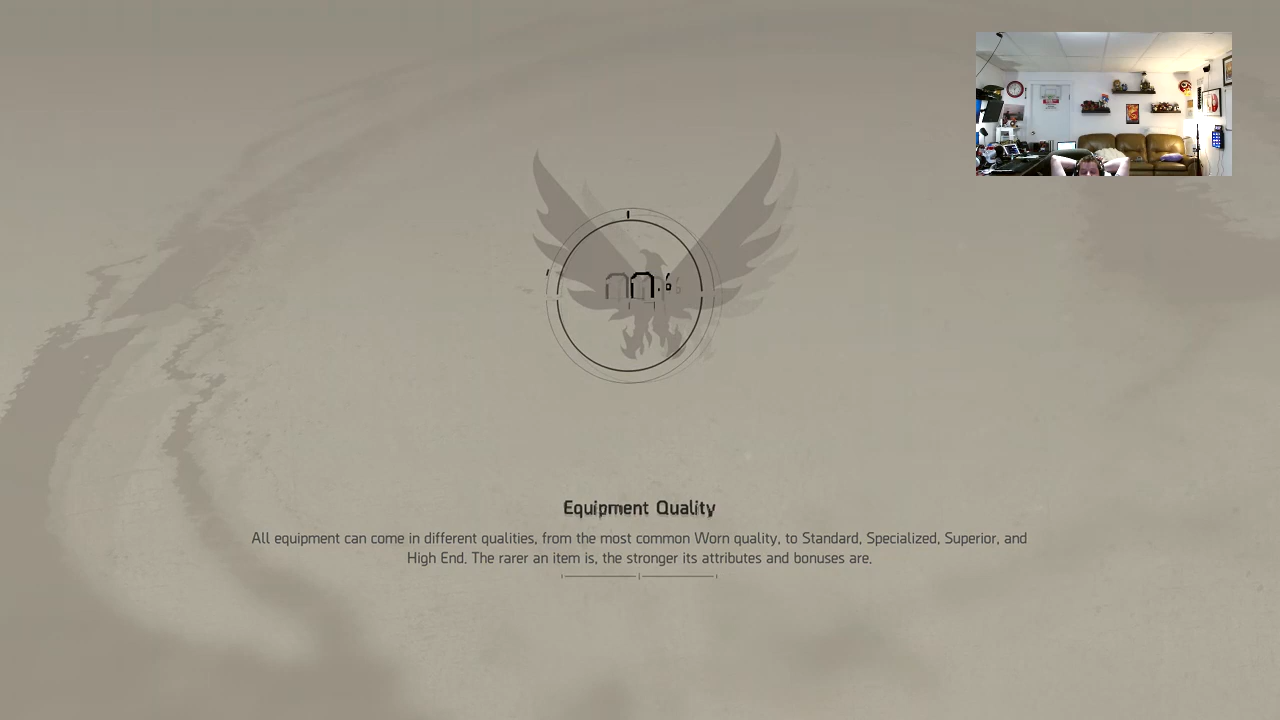 Equipment Quality
All equipment can come in different qualities, from the most common Worn quality, to Standard, Specialized, Superior, and
High End. The rarer an item is, the stronger its attributes and bonuses are.